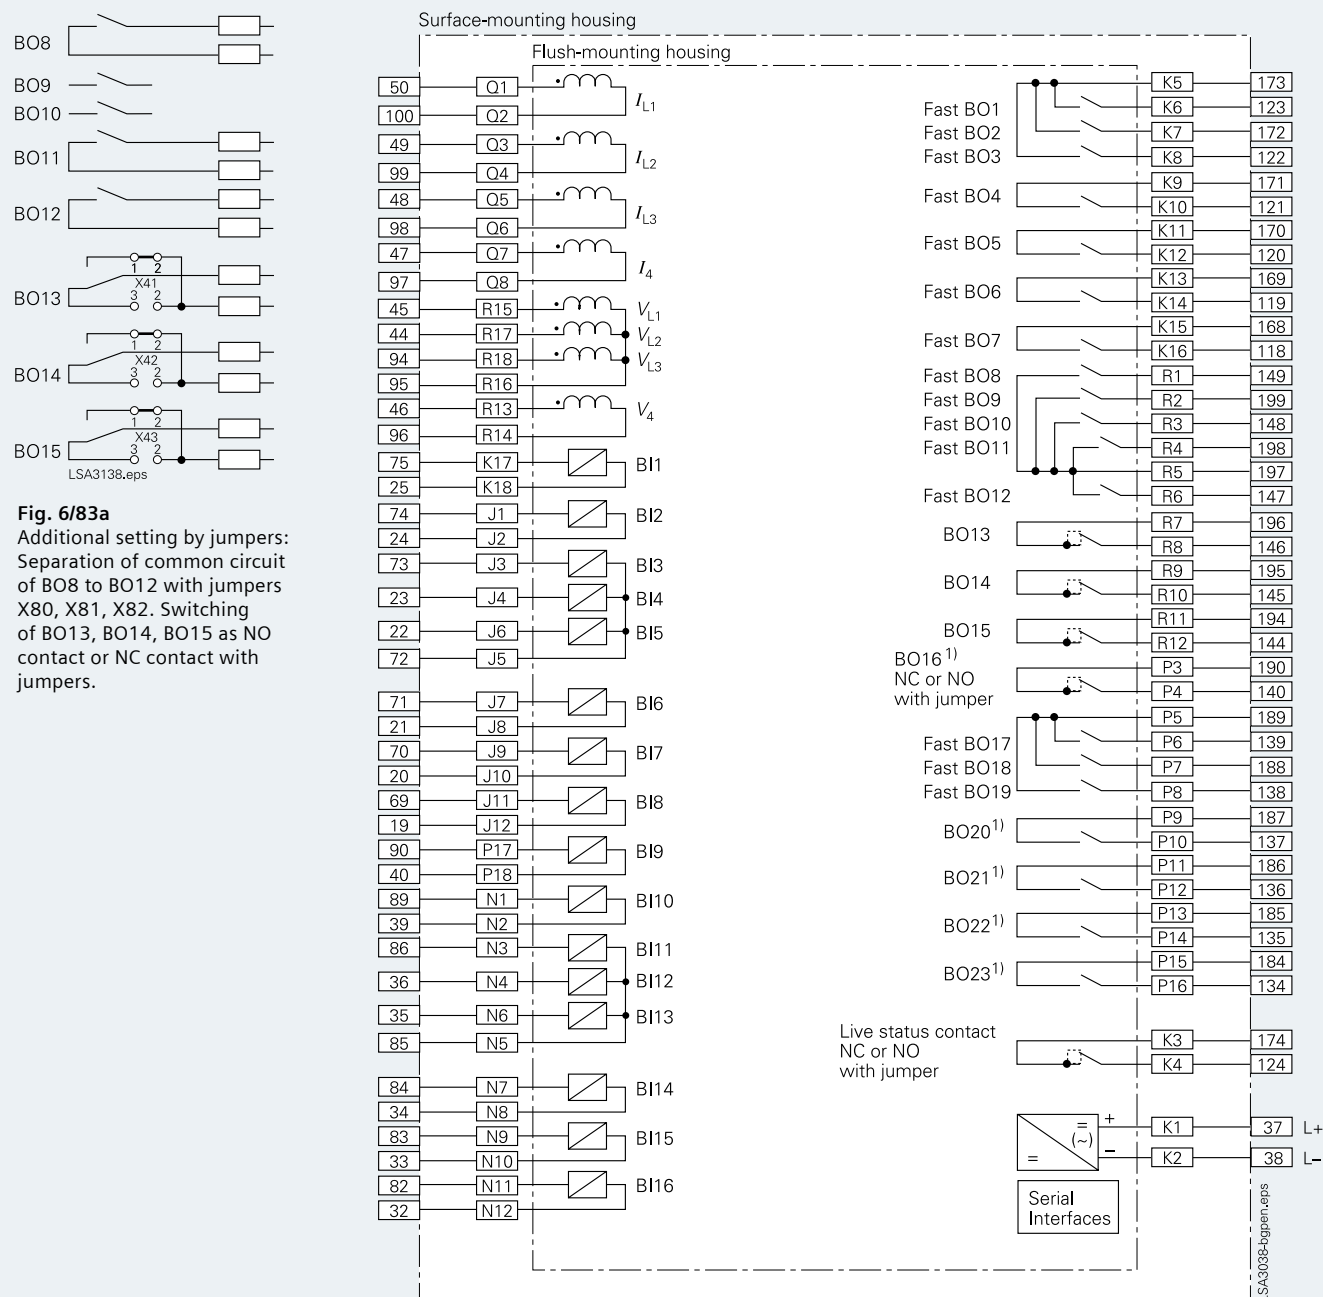 BO8
BO9
BO10
BO11
BO12
1 2
X41
BO13 3 2
1 2
X42
BO14 3 2
1 2
X43
BO15 3 2
LSA3138.eps
Fig. 6/83a
Additional setting by jumpers:
Separation of common circuit
of BO8 to BO12 with jumpers
X80, X81, X82. Switching
of BO13, BO14, BO15 as NO
contact or NC contact with
jumpers.
Surface-mounting housing
Flush-mounting housing
50 Q1
IL1
100 Q2
49 Q3
IL2
99 Q4
48 Q5
IL3
98 Q6
47 Q7
I4
97 Q8
45 R15 VL1
44 R17 VL2
94 R18 VL3
95 R16
46 R13 V4
96 R14
75 K17 BI1
25 K18
74 J1 BI2
24 J2
73 J3 BI3
23 J4 BI4
22 J6 BI5
72 J5
71 J7 BI6
21 J8
70 J9 BI7
20 J10
69 J11 BI8
19 J12
90 P17 BI9
40 P18
89 N1 BI10
39 N2
86 N3 BI11
36 N4 BI12
35 N6 BI13
85 N5
84 N7 BI14
34 N8
83 N9 BI15
33 N10
82 N11 BI16
32 N12
K5 173
Fast BO1 K6 123
Fast BO2 K7 172
Fast BO3 K8 122
K9 171
Fast BO4 K10 121
K11 170
Fast BO5 K12 120
K13 169
Fast BO6 K14 119
K15 168
Fast BO7 K16 118
Fast BO8 R1 149
Fast BO9 R2 199
Fast BO10 R3 148
Fast BO11 R4 198
R5 197
Fast BO12 R6 147
R7 196
BO13 R8 146
R9 195
BO14 R10 145
R11 194
BO15 R12 144
BO16 1) P3 190
NC or NO P4 140
with jumper
P5 189
Fast BO17 P6 139
Fast BO18 P7 188
Fast BO19 P8 138
P9 187
BO20 1) P10 137
P11 186
BO21 1) P12 136
P13 185
BO22 1) P14 135
P15 184
BO23 1) P16 134
Live status contact K3 174
NC or NO K4 124
with jumper
= (~) + K1 37 L+
= – K2 38 L–
Serial
Interfaces
LSA3038-bgpen.eps